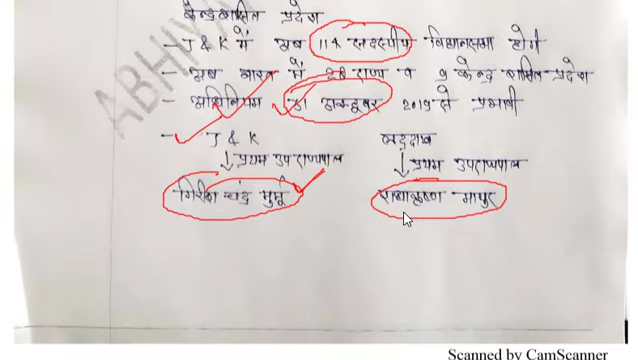 केन्द्रशासित प्रदेश
- J & K में अब 114 सदस्यीय विधानसभा होगी
- अब भारत में 28 राज्य व 9 केन्द्र शासित प्रदेश
- अधिनियम 31 अक्टूबर 2019 से प्रभावी
- J & K लद्दाख
↓ प्रथम उपराज्यपाल ↓ प्रथम उपराज्यपाल
गिरीश चंद्र मुर्मू राधाकृष्ण माथुर
ABHIV
Scanned by CamScanner